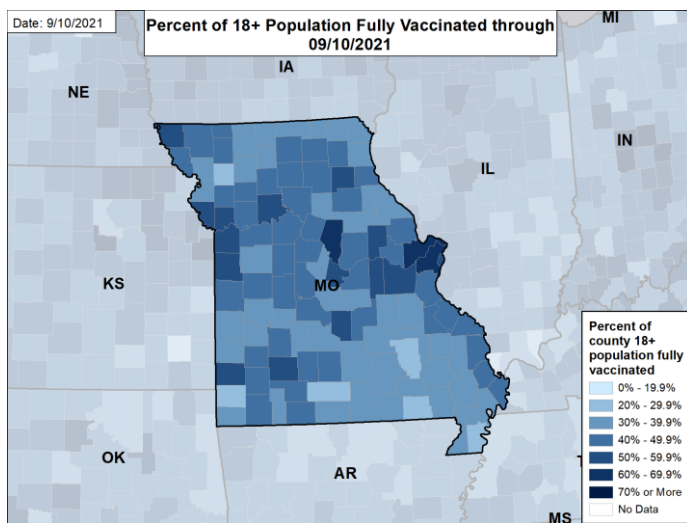 Date: 9/10/2021
Percent of 18+ Population Fully Vaccinated through
09/10/2021
MI
IA
NE
IN
IL
KS
MO
Percent of
county 18+
population fully
vaccinated
0% - 19.9%
20% - 29.9%
30% - 39.9%
40% - 49.9%
50% - 59.9%
60% - 69.9%
70% or More
No Data
OK
AR
MS